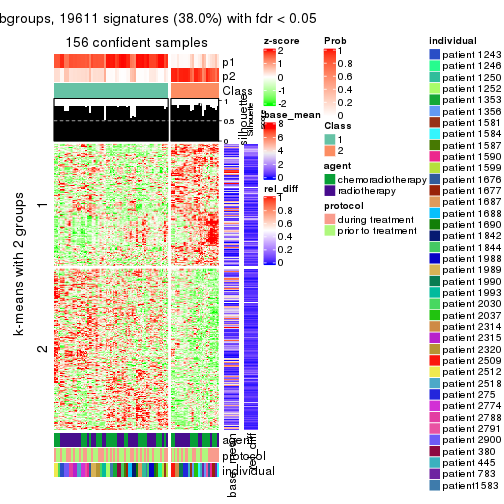 bgroups, 19611 signatures (38.0%) with fdr < 0.05
156 confident samples
p1
p2
Class
1
0.5
0
silhouette
k-means with 2 groups
1
2
agent
protocol
individual
base_mean
rel_diff
z-score
2
1
0
-1
-2
base_mean
8
6
4
2
0
rel_diff
1
0.8
0.6
0.4
0.2
0
Prob
1
0.8
0.6
0.4
0.2
0
Class
1
2
agent
chemoradiotherapy
radiotherapy
protocol
during treatment
prior to treatment
individual
patient 1243
patient 1246
patient 1250
patient 1252
patient 1353
patient 1356
patient 1581
patient 1584
patient 1587
patient 1590
patient 1599
patient 1676
patient 1677
patient 1687
patient 1688
patient 1690
patient 1842
patient 1844
patient 1988
patient 1989
patient 1990
patient 1993
patient 2030
patient 2037
patient 2314
patient 2315
patient 2320
patient 2509
patient 2512
patient 2518
patient 275
patient 2774
patient 2788
patient 2791
patient 2900
patient 380
patient 445
patient 783
patient1583